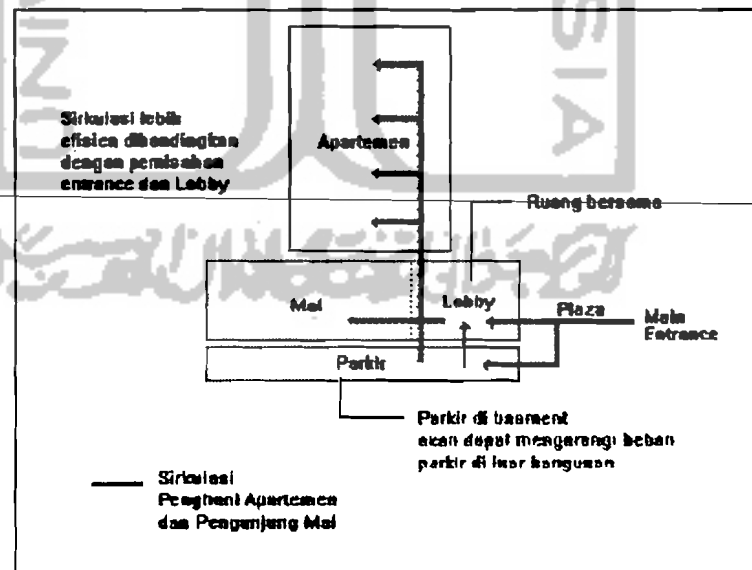 Sirkulasi lebih
efisien dibandingkan
dengan pemisahan
entrance dan Lobby
Apartemen
Ruang bersama
Mal
Lobby
Plaza
Main
Entrance
Parkir
Parkir di basment
akan dapat mengurangi beban
parkir di luar bangunan
Sirkulasi
Penghuni Apartemen
dan Pengunjung Mal